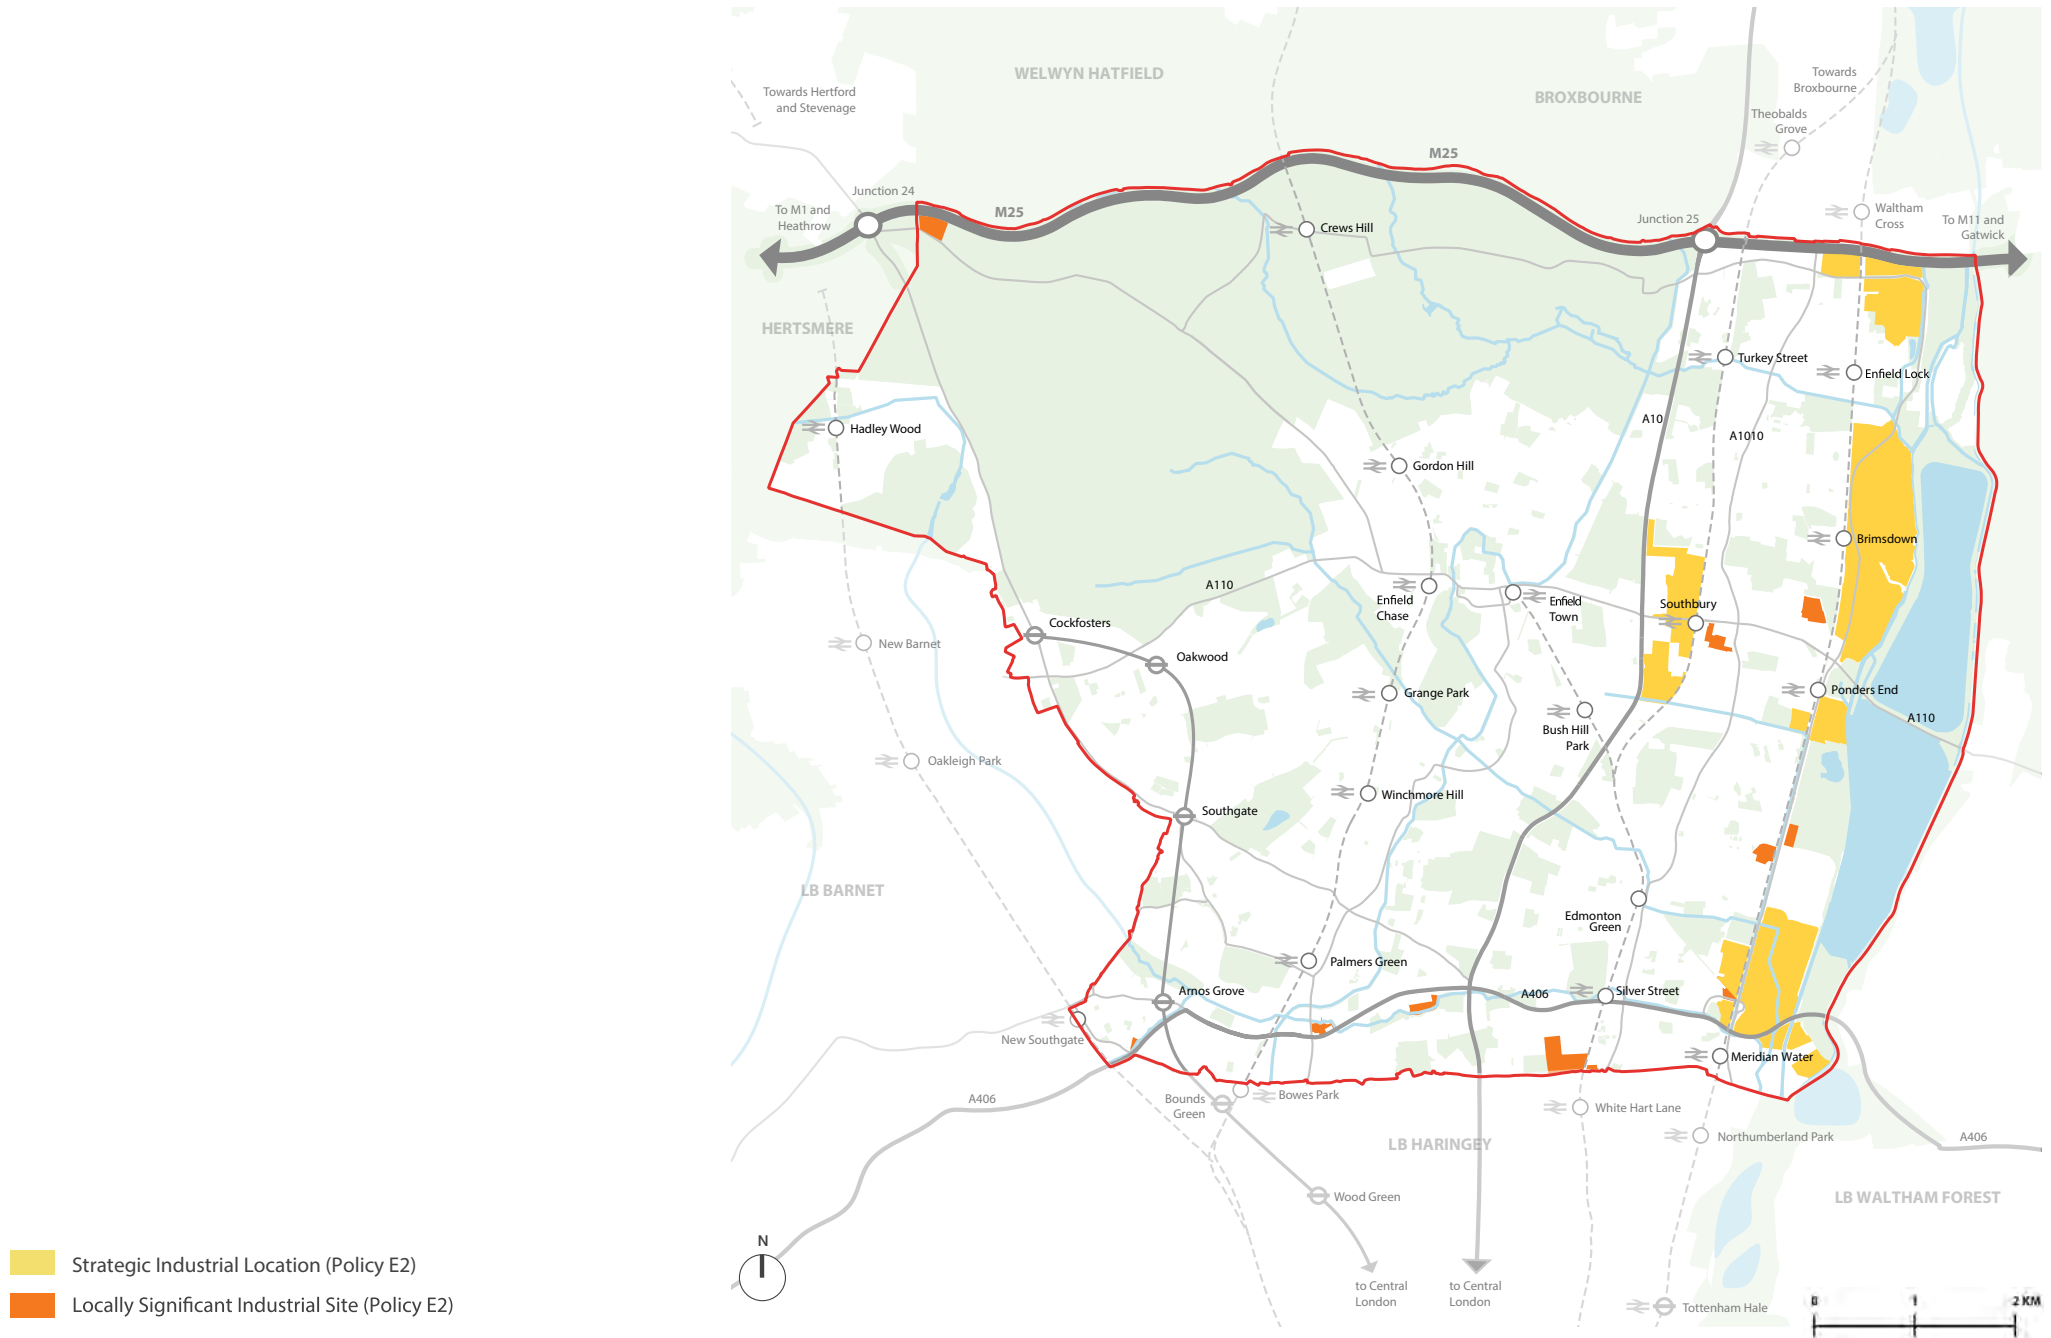 WELWYN HATFIELD
BROXBOURNE
Towards
Broxbourne
Towards Hertford
and Stevenage
Theobalds
Grove
M25
Junction 24
M25
To M1 and
Heathrow
Waltham
Cross
Junction 25
To M11 and
Gatwick
Crews Hill
HERTSMERE
Turkey Street
Enfield Lock
A10
A1010
Hadley Wood
Gordon Hill
Brimsdown
A110
Enfield
Chase
Enfield
Town
Southbury
Cockfosters
New Barnet
Oakwood
Grange Park
Ponders End
A110
Bush Hill
Park
Oakleigh Park
Winchmore Hill
Southgate
LB BARNET
Edmonton
Green
Palmers Green
Arnos Grove
Silver Street
A406
New Southgate
Meridian Water
A406
Bounds
Green
Bowes Park
White Hart Lane
Northumberland Park
A406
LB HARINGEY
Wood Green
LB WALTHAM FOREST
N
to Central
London
to Central
London
Tottenham Hale
0 1 2 KM
Strategic Industrial Location (Policy E2)
Locally Significant Industrial Site (Policy E2)